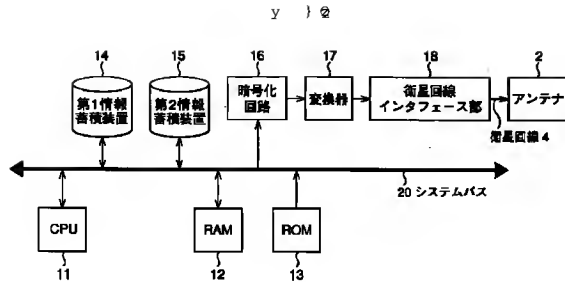 y }2
14
15
16
17
18
2
第1情報
蓄積装置
第2情報
蓄積装置
暗号化
回路
変換器
衛星回線
インタフェース部
アンテナ
衛星回線4
20 システムバス
CPU
RAM
ROM
11
12
13